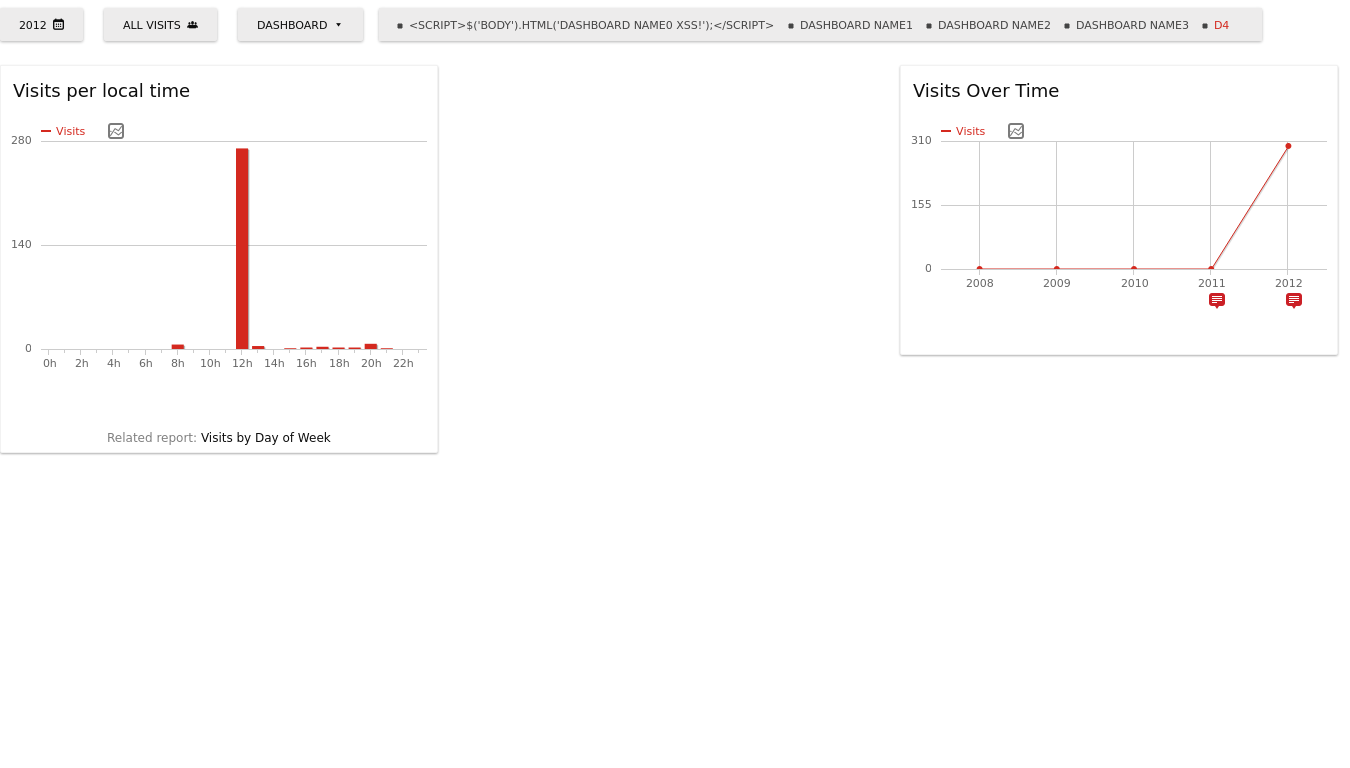 2012
ALL VISITS
DASHBOARD
<SCRIPT>$('BODY').HTML('DASHBOARD NAME0 XSS!');</SCRIPT>
DASHBOARD NAME1
DASHBOARD NAME2
DASHBOARD NAME3
D4
Visits per local time
Visits
280
140
0
0h 2h 4h 6h 8h 10h 12h 14h 16h 18h 20h 22h
Related report: Visits by Day of Week
Visits Over Time
Visits
310
155
0
2008 2009 2010 2011 2012